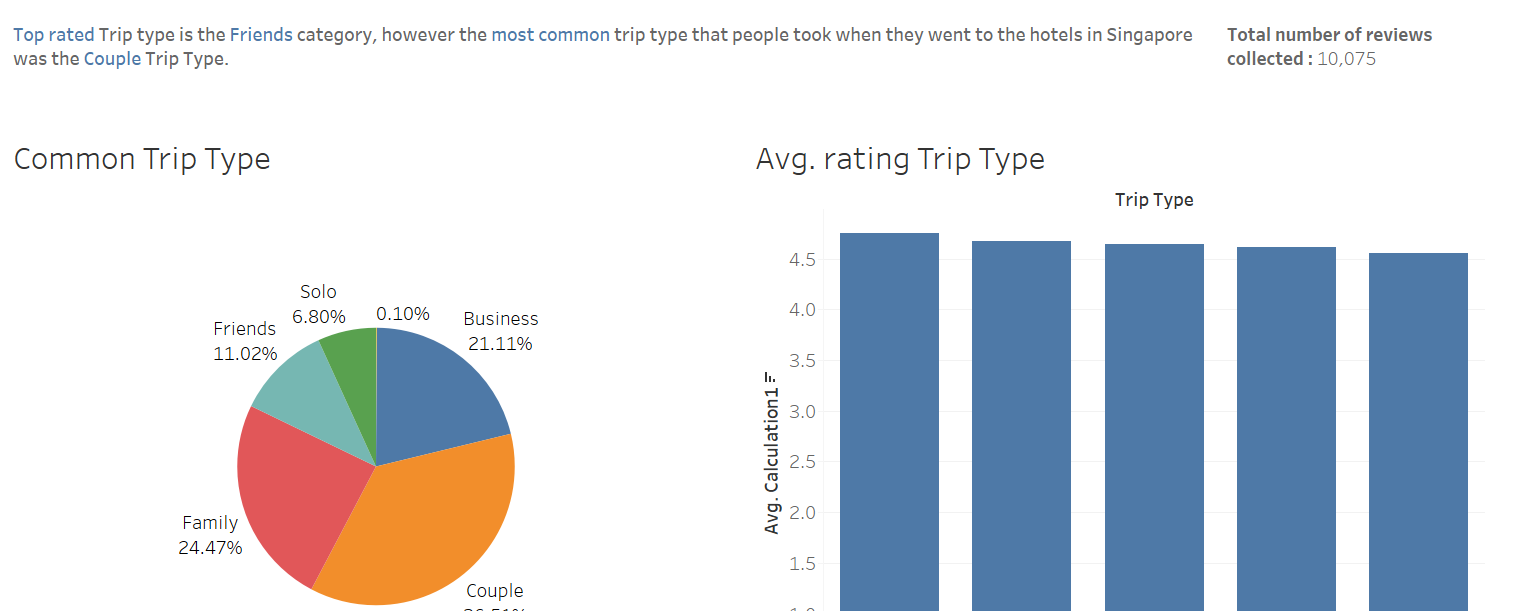 Top rated Trip type is the Friends category, however the most common trip type that people took when they went to the hotels in Singapore
was the Couple Trip Type.
Total number of reviews
collected : 10,075
Common Trip Type
Solo
6.80%
0.10%
Business
21.11%
Friends
11.02%
Family
24.47%
Couple
Avg. rating Trip Type
Trip Type
Avg. Calculation1
4.5
4.0
3.5
3.0
2.5
2.0
1.5